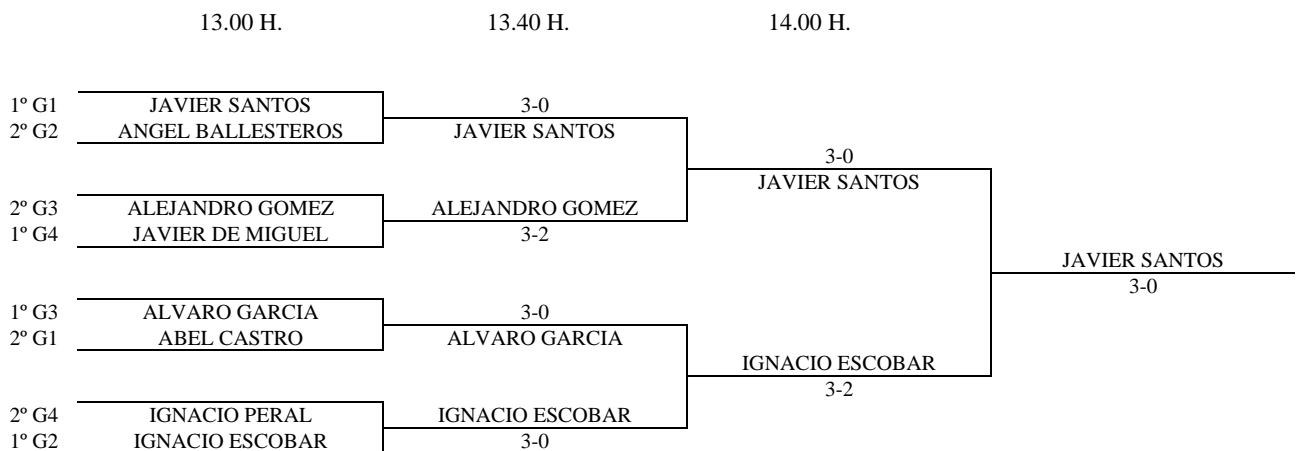 13.00 H. 13.40 H. 14.00 H.
1º G1 JAVIER SANTOS 3-0
2º G2 ANGEL BALLESTEROS JAVIER SANTOS
3-0
JAVIER SANTOS
2º G3 ALEJANDRO GOMEZ ALEJANDRO GOMEZ
1º G4 JAVIER DE MIGUEL 3-2
JAVIER SANTOS
3-0
1º G3 ALVARO GARCIA 3-0
2º G1 ABEL CASTRO ALVARO GARCIA
IGNACIO ESCOBAR
3-2
2º G4 IGNACIO PERAL IGNACIO ESCOBAR
1º G2 IGNACIO ESCOBAR 3-0